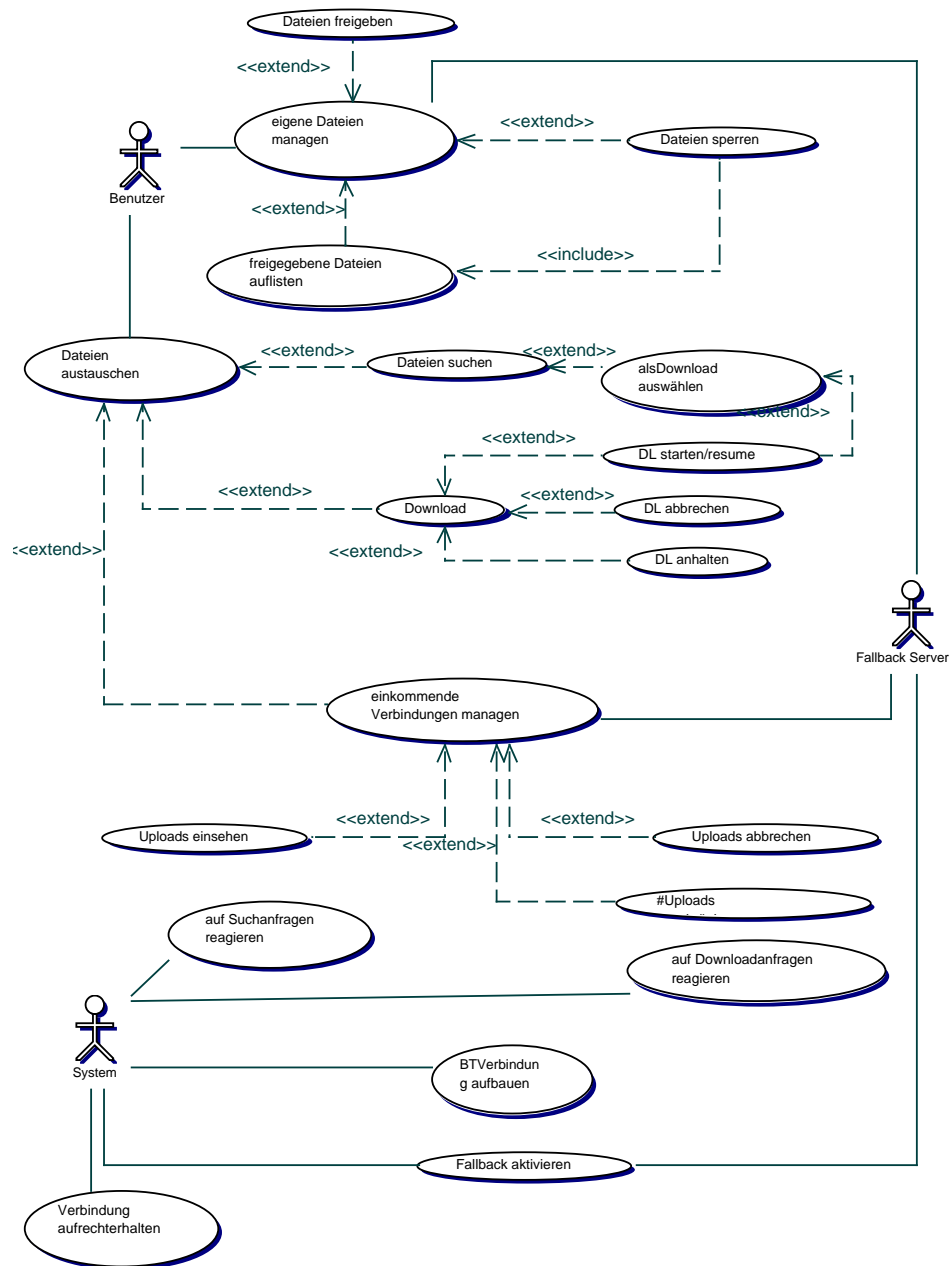 Dateien freigeben
<<extend>>
eigene Dateien
managen
<<extend>>
Dateien sperren
Benutzer
<<extend>>
<<include>>
freigegebene Dateien
auflisten
Dateien
austauschen
<<extend>>
Dateien suchen
<<extend>>
alsDownload
auswählen
<<extend>>
<<extend>>
DL starten/resume
<<extend>>
Download
<<extend>>
DL abbrechen
<<extend>>
<<extend>>
DL anhalten
Fallback Server
einkommende
Verbindungen managen
Uploads einsehen
<<extend>>
<<extend>>
<<extend>>
Uploads abbrechen
#Uploads
auf Suchanfragen
reagieren
auf Downloadanfragen
reagieren
System
BTVerbindun
g aufbauen
Fallback aktivieren
Verbindung
aufrechterhalten